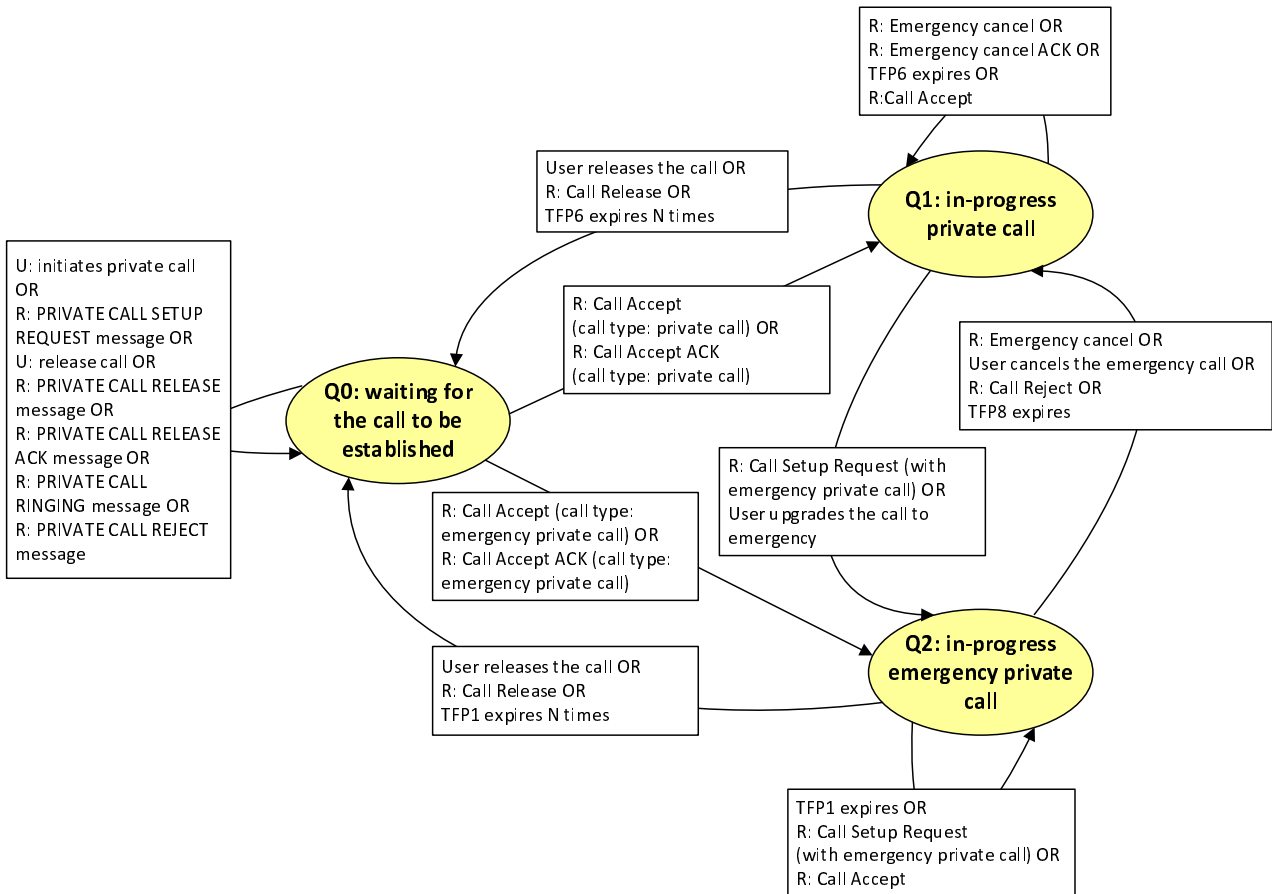 R: Emergency cancel OR
R: Emergency cancel ACK OR
TFP6 expires OR
R:Call Accept
User releases the call OR
R: Call Release OR
TFP6 expires N times
Q1: in-progress
private call
U: initiates private call
OR
R: PRIVATE CALL SETUP
REQUEST message OR
U: release call OR
R: PRIVATE CALL RELEASE
message OR
R: PRIVATE CALL RELEASE
ACK message OR
R: PRIVATE CALL
RINGING message OR
R: PRIVATE CALL REJECT
message
R: Call Accept
(call type: private call) OR
R: Call Accept ACK
(call type: private call)
R: Emergency cancel OR
User cancels the emergency call OR
R: Call Reject OR
TFP8 expires
Q0: waiting for
the call to be
established
R: Call Setup Request (with
emergency private call) OR
User upgrades the call to
emergency
R: Call Accept (call type:
emergency private call) OR
R: Call Accept ACK (call type:
emergency private call)
Q2: in-progress
emergency private
call
User releases the call OR
R: Call Release OR
TFP1 expires N times
TFP1 expires OR
R: Call Setup Request
(with emergency private call) OR
R: Call Accept